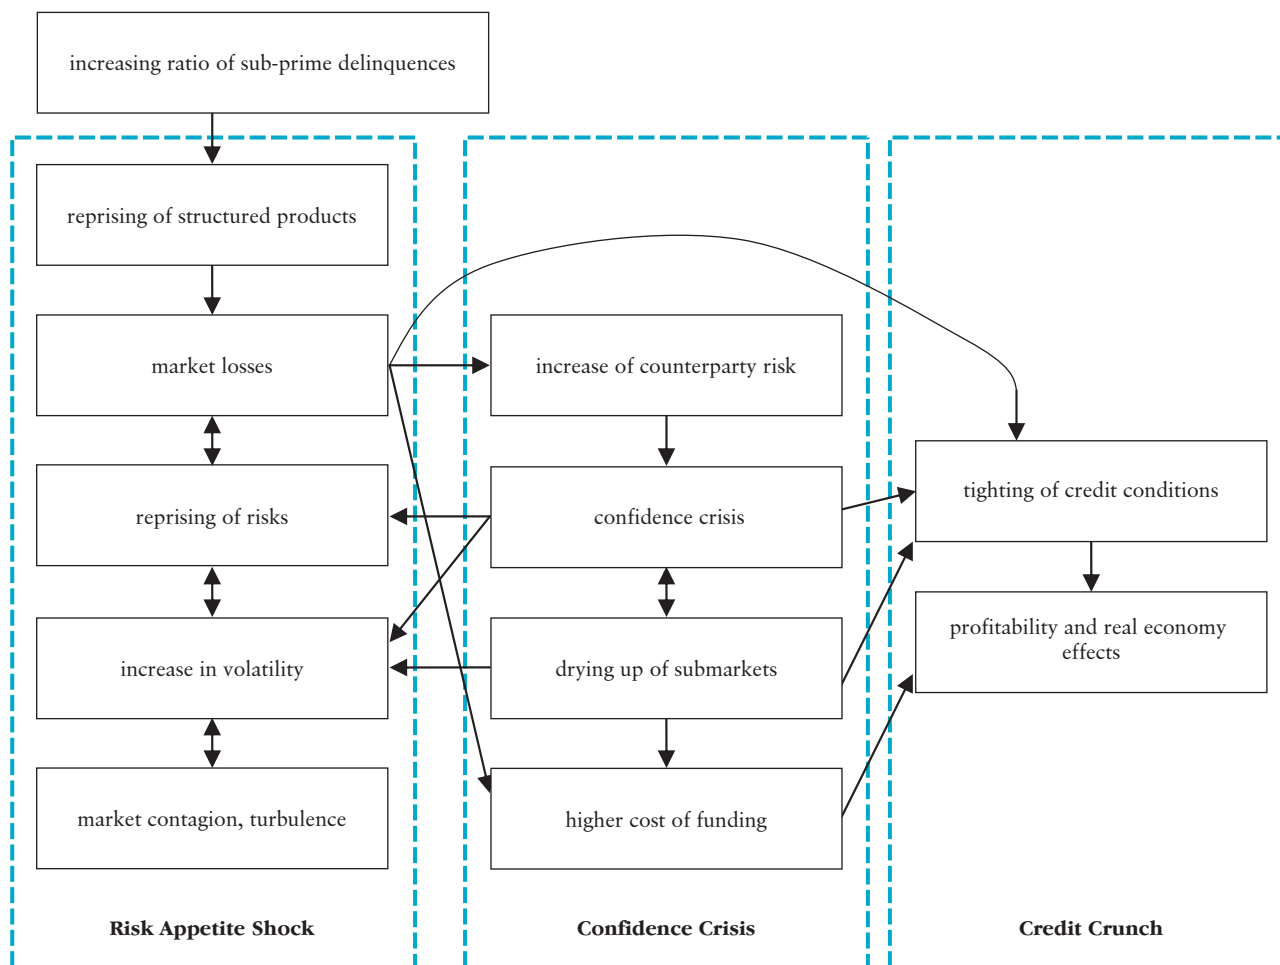 increasing ratio of sub-prime delinquences
reprising of structured products
market losses
reprising of risks
increase in volatility
market contagion, turbulence
Risk Appetite Shock
increase of counterparty risk
confidence crisis
drying up of submarkets
higher cost of funding
Confidence Crisis
tighting of credit conditions
profitability and real economy
effects
Credit Crunch